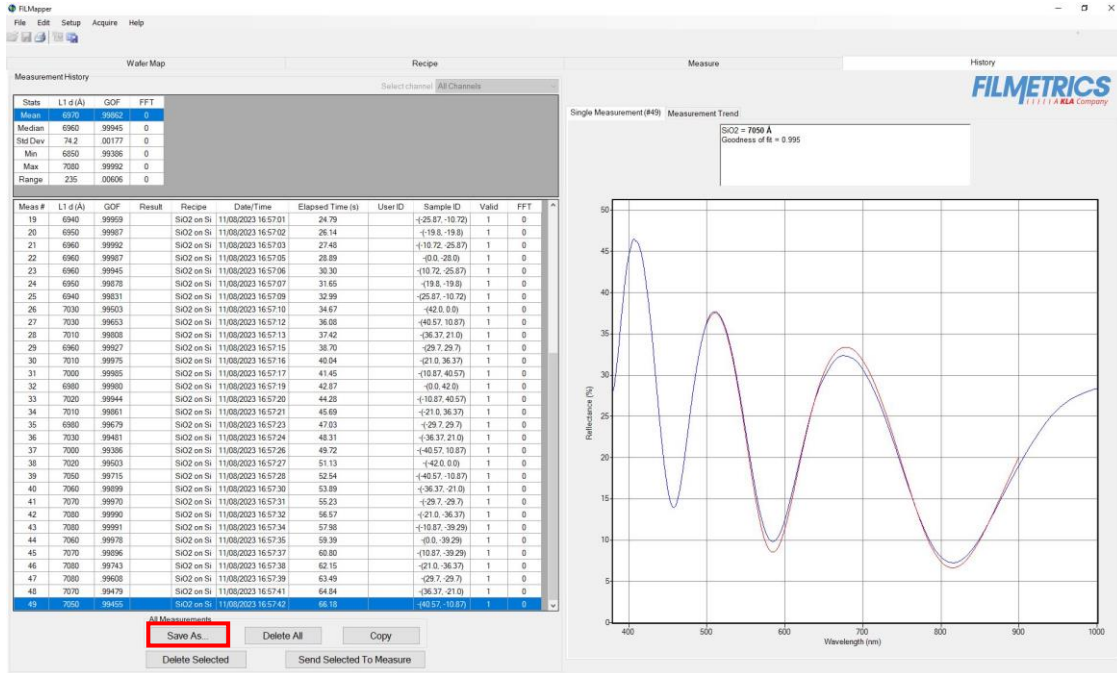 FILMapper
File Edit Setup Acquire Help
Wafer Map Recipe Measure History
Measurement History
Select channel All Channels
FILMETRICS
A KLA Company
Stats L1 d (Å) GOF FFT
Mean 6970 .99862 0
Median 6960 .99945 0
Std Dev 74.2 .00177 0
Min 6850 .99386 0
Max 7080 .99992 0
Range 235 .00606 0
Single Measurement (#49) Measurement Trend
SiO2 = 7050 Å
Goodness of fit = 0.995
Meas # L1 d (Å) GOF Result Recipe Date/Time Elapsed Time (s) User ID Sample ID Valid FFT
19 6940 .99959 SiO2 on Si 11/08/2023 16:57:01 24.79 -(-25.87, -10.72) 1 0
20 6950 .99987 SiO2 on Si 11/08/2023 16:57:02 26.14 -(-19.8, -19.8) 1 0
21 6960 .99992 SiO2 on Si 11/08/2023 16:57:03 27.48 -(-10.72, -25.87) 1 0
22 6960 .99987 SiO2 on Si 11/08/2023 16:57:05 28.89 -(0.0, -28.0) 1 0
23 6960 .99945 SiO2 on Si 11/08/2023 16:57:06 30.30 -(10.72, -25.87) 1 0
24 6950 .99878 SiO2 on Si 11/08/2023 16:57:07 31.65 -(19.8, -19.8) 1 0
25 6940 .99831 SiO2 on Si 11/08/2023 16:57:09 32.99 -(25.87, -10.72) 1 0
26 7030 .99503 SiO2 on Si 11/08/2023 16:57:10 34.67 -(42.0, 0.0) 1 0
27 7030 .99653 SiO2 on Si 11/08/2023 16:57:12 36.08 -(40.57, 10.87) 1 0
28 7010 .99808 SiO2 on Si 11/08/2023 16:57:13 37.42 -(36.37, 21.0) 1 0
29 6960 .99927 SiO2 on Si 11/08/2023 16:57:15 38.70 -(29.7, 29.7) 1 0
30 7010 .99975 SiO2 on Si 11/08/2023 16:57:16 40.04 -(21.0, 36.37) 1 0
31 7000 .99985 SiO2 on Si 11/08/2023 16:57:17 41.45 -(10.87, 40.57) 1 0
32 6980 .99980 SiO2 on Si 11/08/2023 16:57:19 42.87 -(0.0, 42.0) 1 0
33 7020 .99944 SiO2 on Si 11/08/2023 16:57:20 44.28 -(-10.87, 40.57) 1 0
34 7010 .99861 SiO2 on Si 11/08/2023 16:57:21 45.69 -(-21.0, 36.37) 1 0
35 6980 .99679 SiO2 on Si 11/08/2023 16:57:23 47.03 -(-29.7, 29.7) 1 0
36 7030 .99481 SiO2 on Si 11/08/2023 16:57:24 48.31 -(-36.37, 21.0) 1 0
37 7000 .99386 SiO2 on Si 11/08/2023 16:57:26 49.72 -(-40.57, 10.87) 1 0
38 7020 .99503 SiO2 on Si 11/08/2023 16:57:27 51.13 -(-42.0, 0.0) 1 0
39 7050 .99715 SiO2 on Si 11/08/2023 16:57:28 52.54 -(-40.57, -10.87) 1 0
40 7060 .99899 SiO2 on Si 11/08/2023 16:57:30 53.89 -(-36.37, -21.0) 1 0
41 7070 .99970 SiO2 on Si 11/08/2023 16:57:31 55.23 -(-29.7, -29.7) 1 0
42 7080 .99990 SiO2 on Si 11/08/2023 16:57:32 56.57 -(-21.0, -36.37) 1 0
43 7080 .99991 SiO2 on Si 11/08/2023 16:57:34 57.98 -(-10.87, -39.29) 1 0
44 7060 .99978 SiO2 on Si 11/08/2023 16:57:35 59.39 -(0.0, -39.29) 1 0
45 7070 .99896 SiO2 on Si 11/08/2023 16:57:37 60.80 -(10.87, -39.29) 1 0
46 7080 .99743 SiO2 on Si 11/08/2023 16:57:38 62.15 -(21.0, -36.37) 1 0
47 7080 .99608 SiO2 on Si 11/08/2023 16:57:39 63.49 -(29.7, -29.7) 1 0
48 7070 .99479 SiO2 on Si 11/08/2023 16:57:41 64.84 -(36.37, -21.0) 1 0
49 7050 .99455 SiO2 on Si 11/08/2023 16:57:42 66.18 -(40.57, -10.87) 1 0
All Measurements
Save As... Delete All Copy
Delete Selected Send Selected To Measure
50
45
40
35
30
25
20
15
10
5
0
Reflectance (%)
400 500 600 700 800 900 1000
Wavelength (nm)